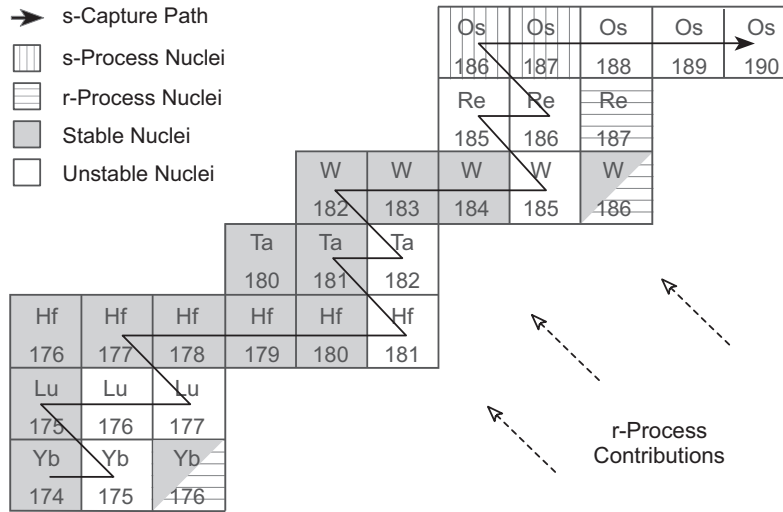 s-Capture Path
s-Process Nuclei
r-Process Nuclei
Stable Nuclei
Unstable Nuclei
Os Os Os Os Os
186 187 188 189 190
Re Re Re
185 186 187
W W W W W
182 183 184 185 186
Ta Ta Ta
180 181 182
Hf Hf Hf Hf Hf Hf
176 177 178 179 180 181
Lu Lu Lu
175 176 177
Yb Yb Yb
174 175 176
r-Process
Contributions